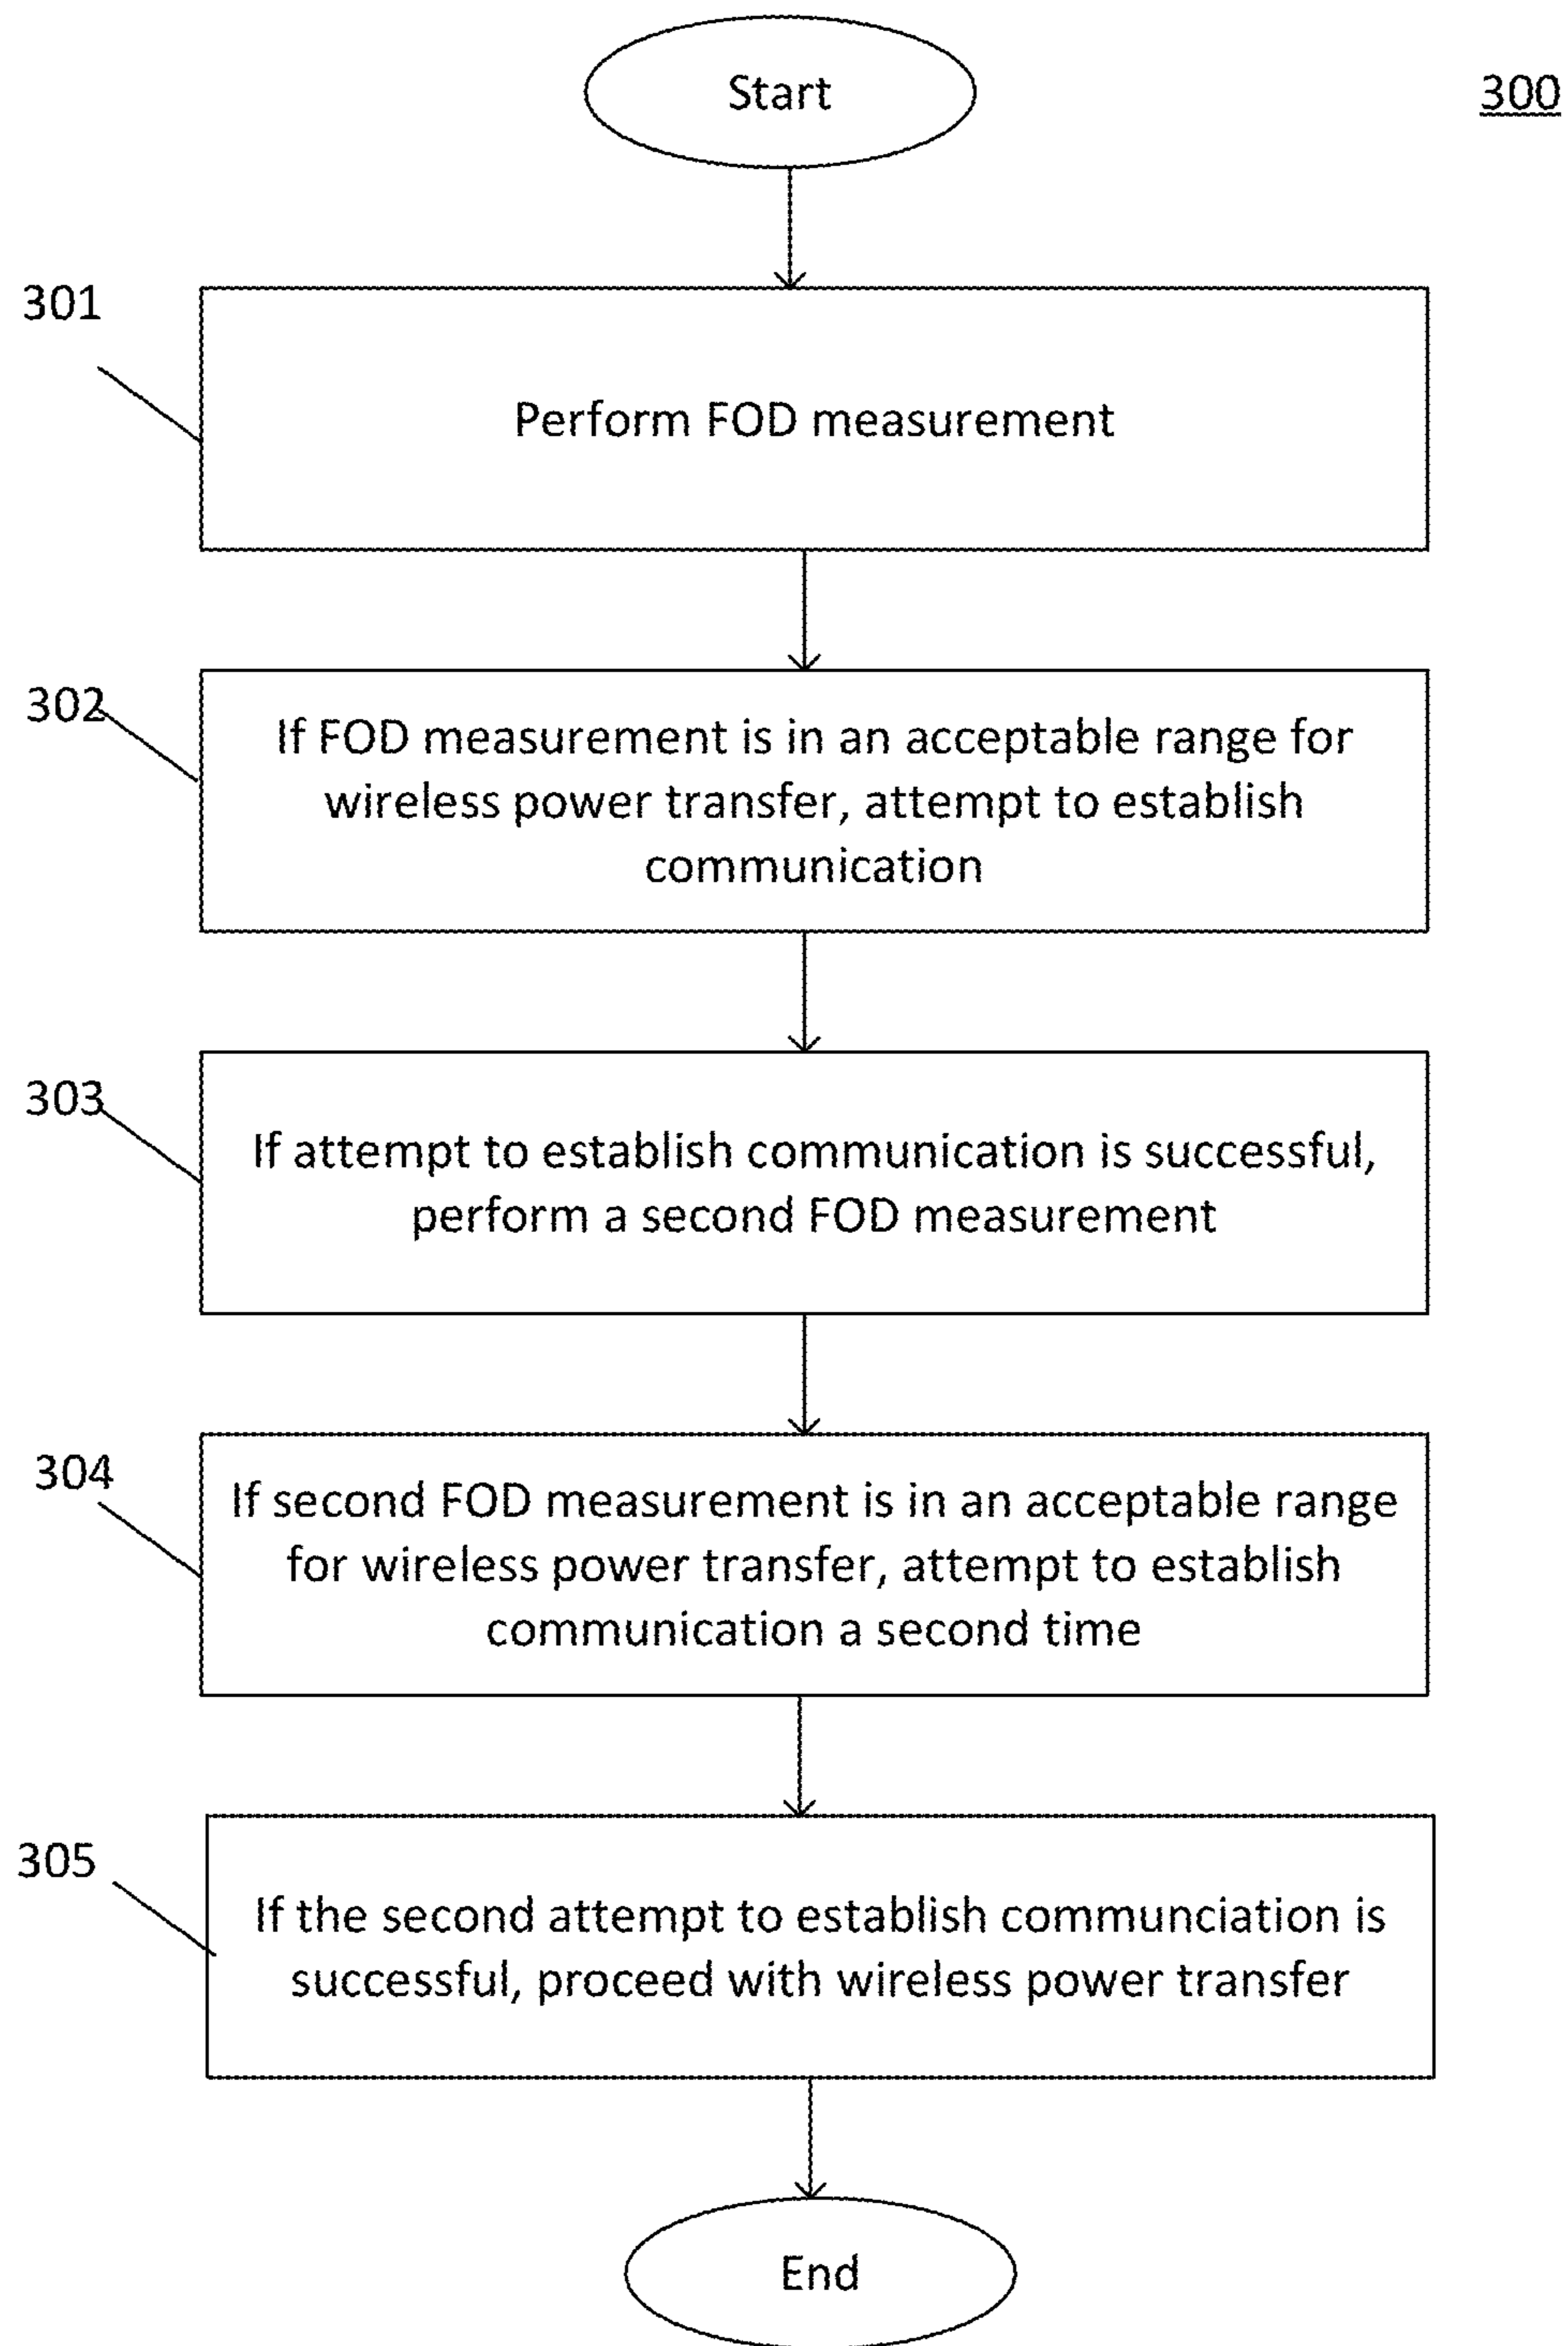 Start
300
301
Perform FOD measurement
302
If FOD measurement is in an acceptable range for
wireless power transfer, attempt to establish
communication
303
If attempt to establish communication is successful,
perform a second FOD measurement
304
If second FOD measurement is in an acceptable range
for wireless power transfer, attempt to establish
communication a second time
305
If the second attempt to establish communciation is
successful, proceed with wireless power transfer
End